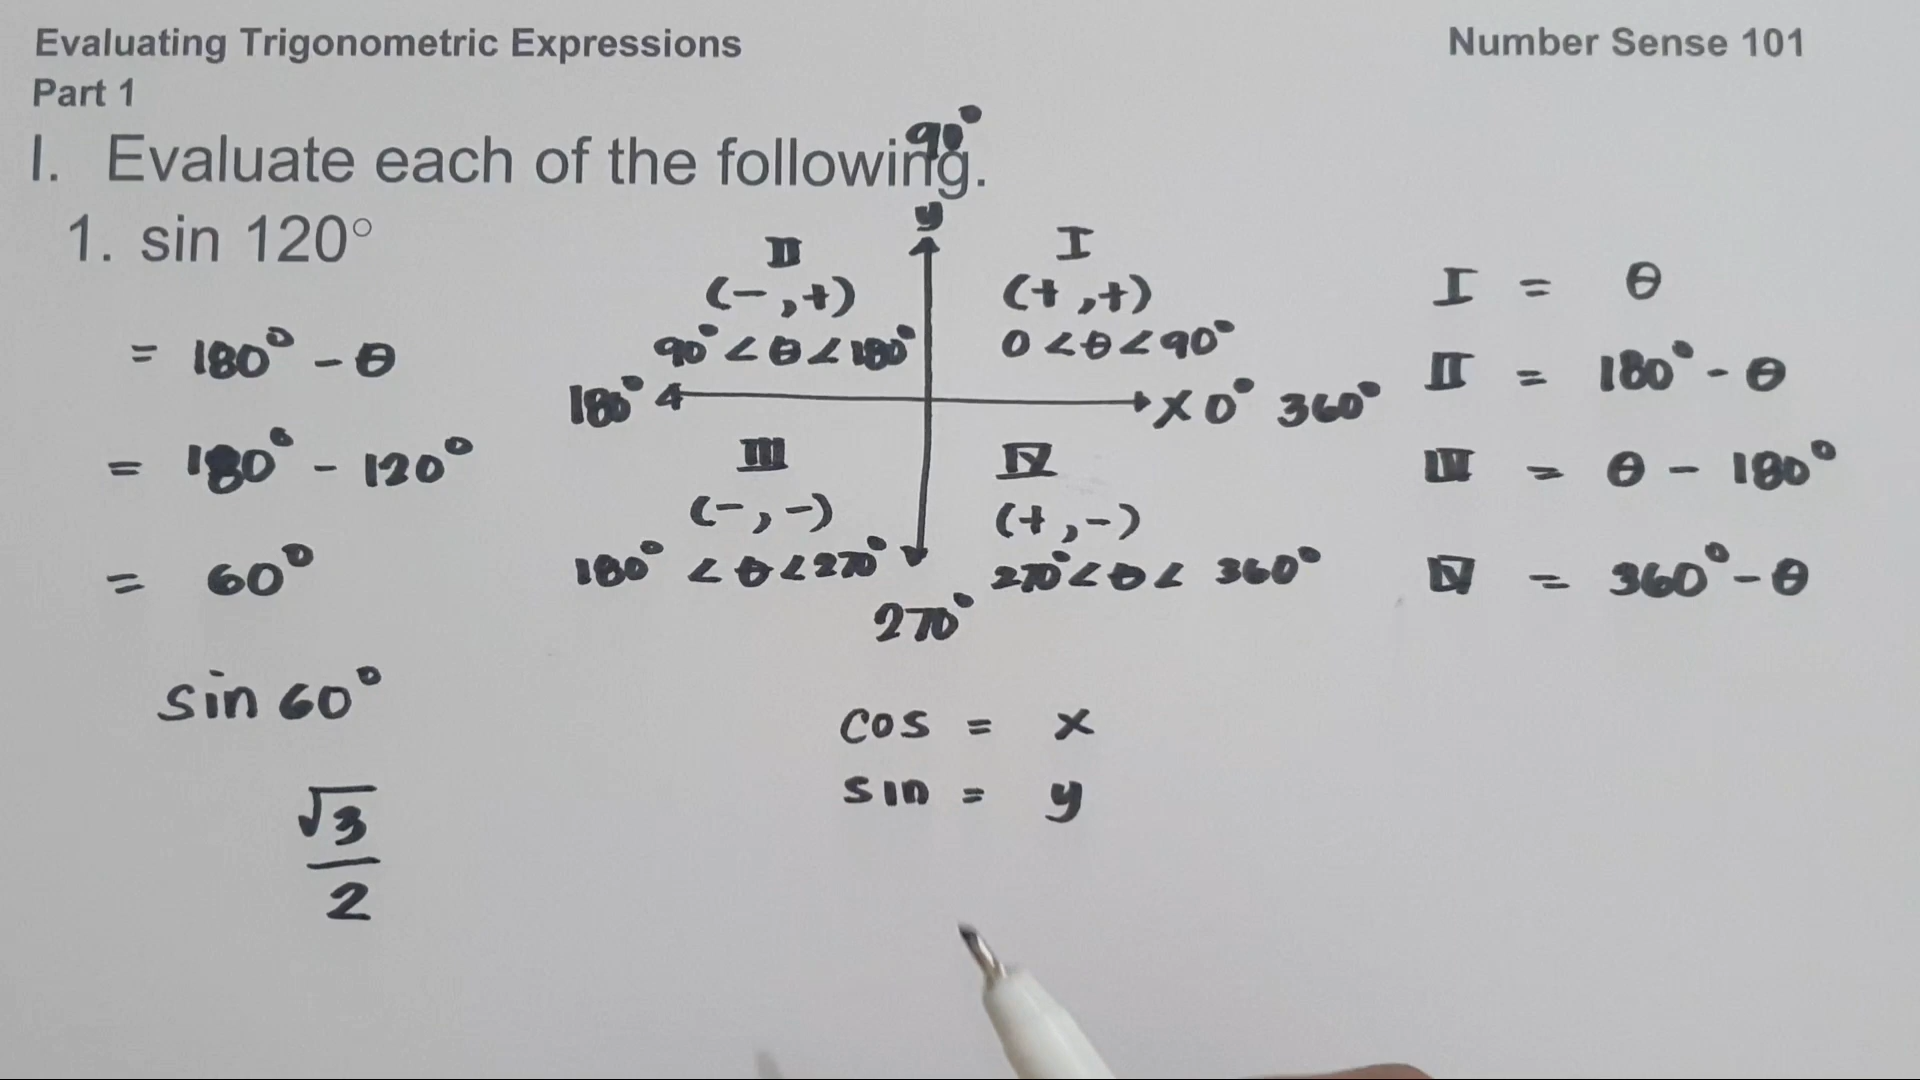 Evaluating Trigonometric Expressions
Number Sense 101
Part 1
I. Evaluate each of the following.
1. sin 120°
= 180° - θ
= 180° - 120°
= 60°
sin 60°
√3
2
90°
y
II
I
(-,+)
(+,+)
90° < θ < 180°
0 < θ < 90°
180°
x 0° 360°
III
IV
(-,-)
(+,-)
180° < θ < 270°
270° < θ < 360°
270°
cos = x
sin = y
I = θ
II = 180° - θ
III = θ - 180°
IV = 360° - θ